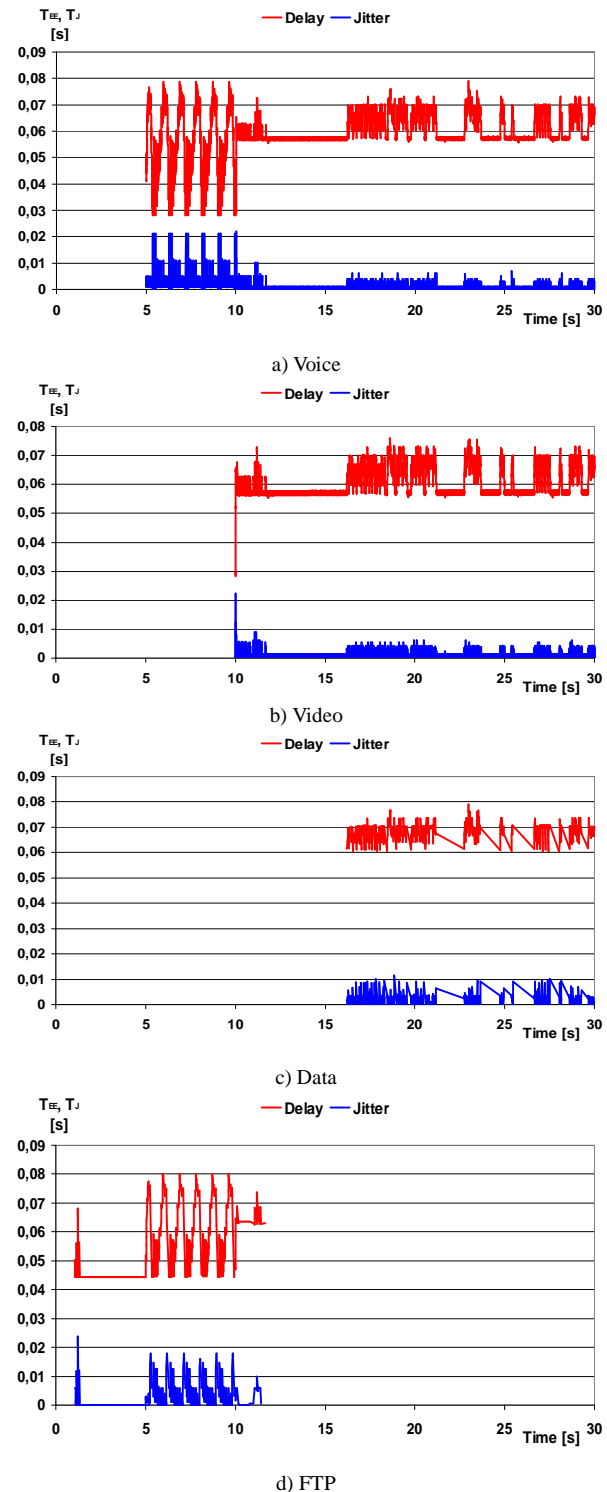 TEE, TJ
[s]
Delay Jitter
0,09
0,08
0,07
0,06
0,05
0,04
0,03
0,02
0,01
0
0 5 10 15 20 25 30
Time [s]
a) Voice
TEE, TJ
[s]
Delay Jitter
0,08
0,07
0,06
0,05
0,04
0,03
0,02
0,01
0
0 5 10 15 20 25 30
Time [s]
b) Video
TEE, TJ
[s]
Delay Jitter
0,09
0,08
0,07
0,06
0,05
0,04
0,03
0,02
0,01
0
0 5 10 15 20 25 30
Time [s]
c) Data
TEE, TJ
[s]
Delay Jitter
0,09
0,08
0,07
0,06
0,05
0,04
0,03
0,02
0,01
0
0 5 10 15 20 25 30
Time [s]
d) FTP